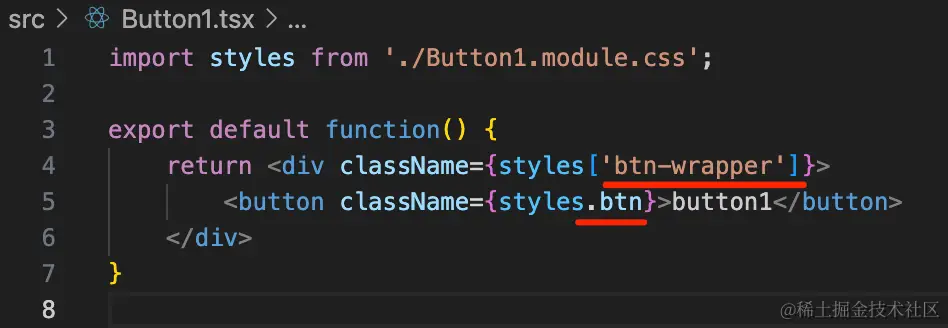 src > Button1.tsx > ...
1 import styles from './Button1.module.css';
2
3 export default function() {
4     return <div className={styles['btn-wrapper']}>
5         <button className={styles.btn}>button1</button>
6     </div>
7 }
8
@稀土掘金技术社区